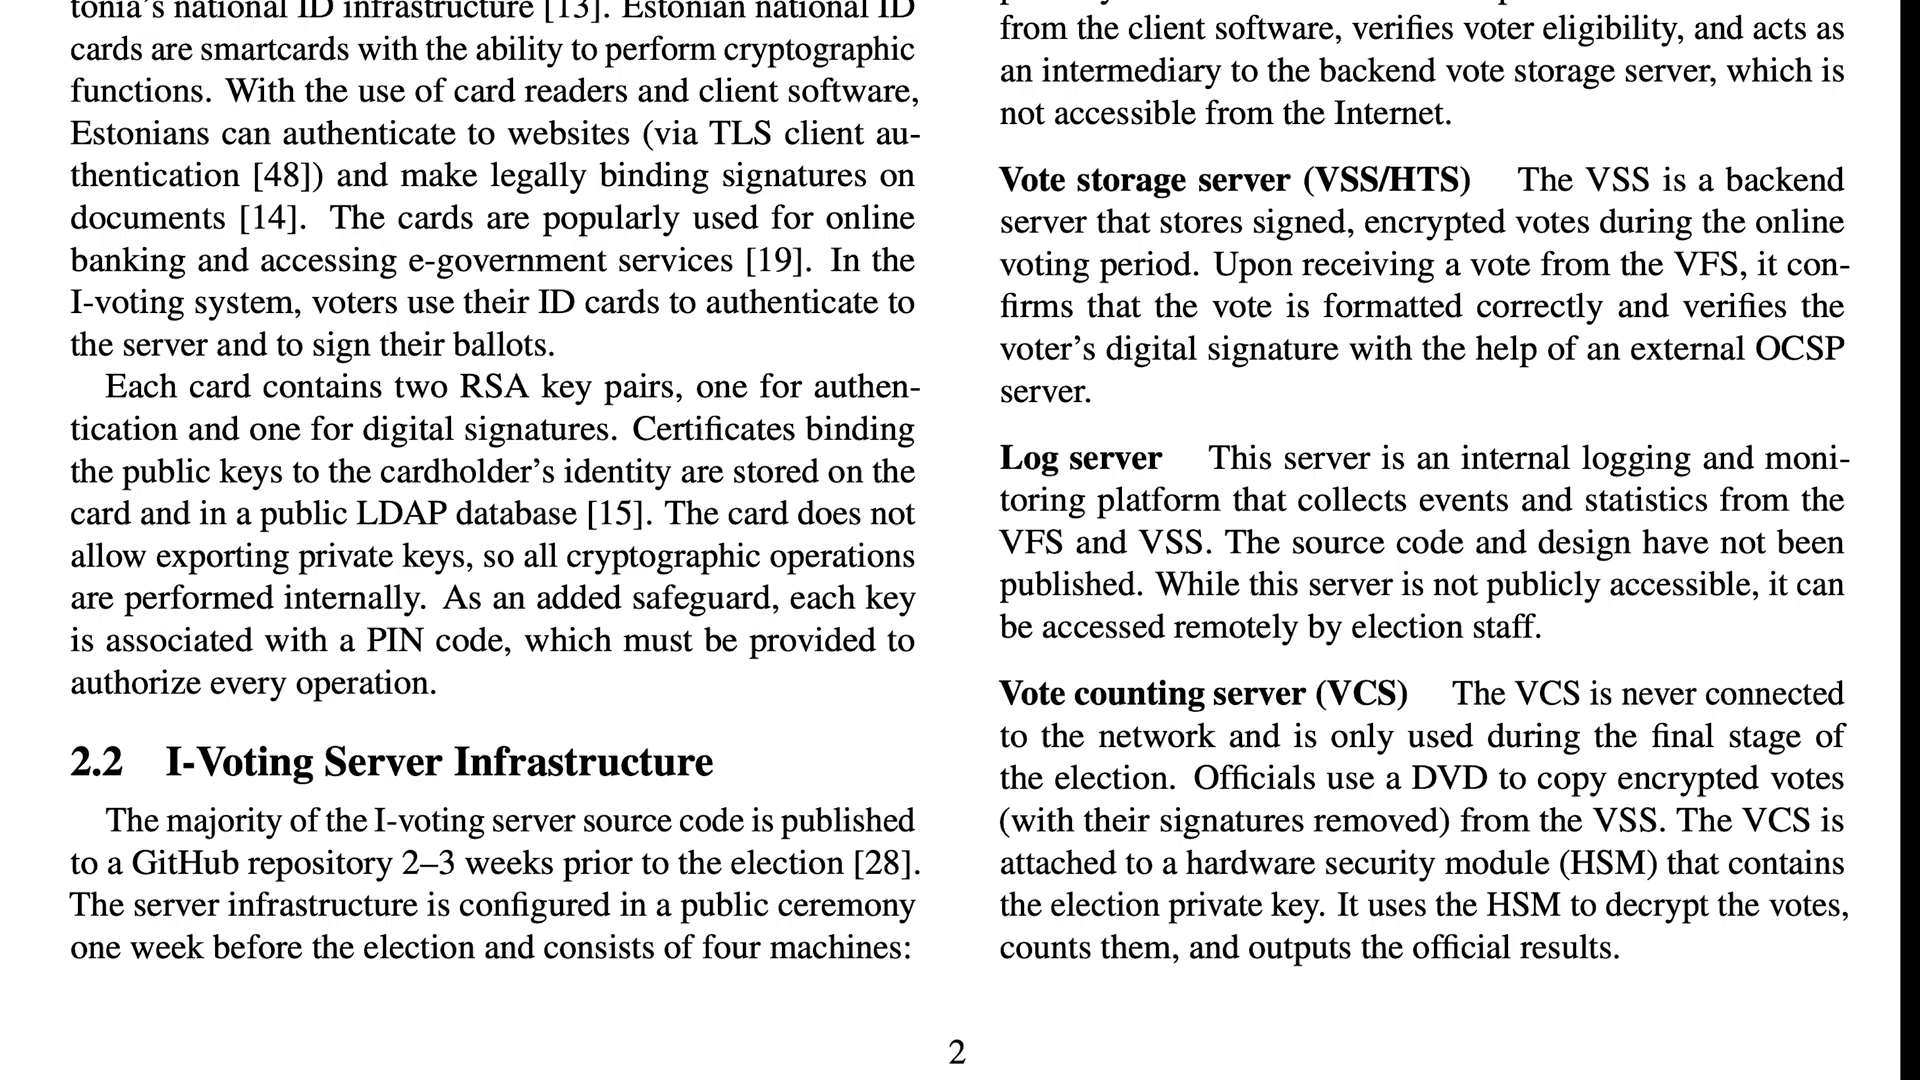 tonia's national ID infrastructure [13]. Estonian national ID
cards are smartcards with the ability to perform cryptographic
functions. With the use of card readers and client software,
Estonians can authenticate to websites (via TLS client au-
thentication [48]) and make legally binding signatures on
documents [14]. The cards are popularly used for online
banking and accessing e-government services [19]. In the
I-voting system, voters use their ID cards to authenticate to
the server and to sign their ballots.
Each card contains two RSA key pairs, one for authen-
tication and one for digital signatures. Certificates binding
the public keys to the cardholder's identity are stored on the
card and in a public LDAP database [15]. The card does not
allow exporting private keys, so all cryptographic operations
are performed internally. As an added safeguard, each key
is associated with a PIN code, which must be provided to
authorize every operation.
2.2 I-Voting Server Infrastructure
The majority of the I-voting server source code is published
to a GitHub repository 2–3 weeks prior to the election [28].
The server infrastructure is configured in a public ceremony
one week before the election and consists of four machines:
from the client software, verifies voter eligibility, and acts as
an intermediary to the backend vote storage server, which is
not accessible from the Internet.
Vote storage server (VSS/HTS) The VSS is a backend
server that stores signed, encrypted votes during the online
voting period. Upon receiving a vote from the VFS, it con-
firms that the vote is formatted correctly and verifies the
voter's digital signature with the help of an external OCSP
server.
Log server This server is an internal logging and moni-
toring platform that collects events and statistics from the
VFS and VSS. The source code and design have not been
published. While this server is not publicly accessible, it can
be accessed remotely by election staff.
Vote counting server (VCS) The VCS is never connected
to the network and is only used during the final stage of
the election. Officials use a DVD to copy encrypted votes
(with their signatures removed) from the VSS. The VCS is
attached to a hardware security module (HSM) that contains
the election private key. It uses the HSM to decrypt the votes,
counts them, and outputs the official results.
2